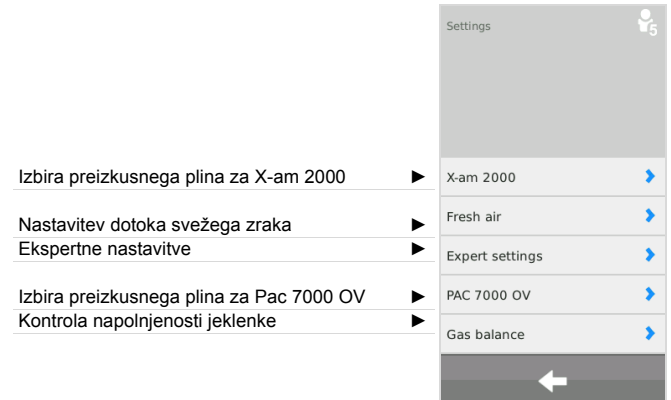 Settings
5
Izbira preizkusnega plina za X-am 2000 ► X-am 2000
Nastavitev dotoka svežega zraka ► Fresh air
Ekspertne nastavitve ► Expert settings
Izbira preizkusnega plina za Pac 7000 OV ► PAC 7000 OV
Kontrola napolnjenosti jeklenke ► Gas balance